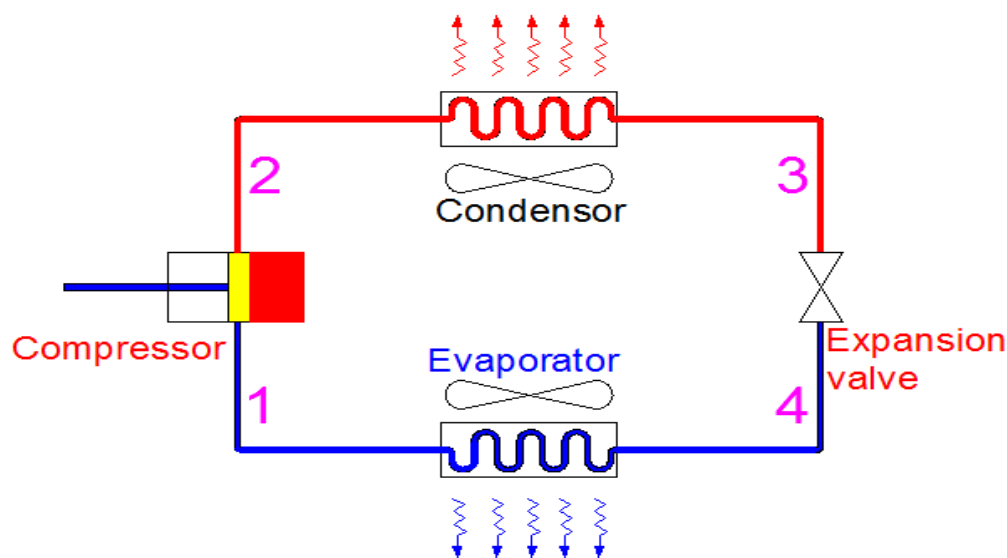 2
3
Condensor
Compressor
Expansion
valve
Evaporator
1
4